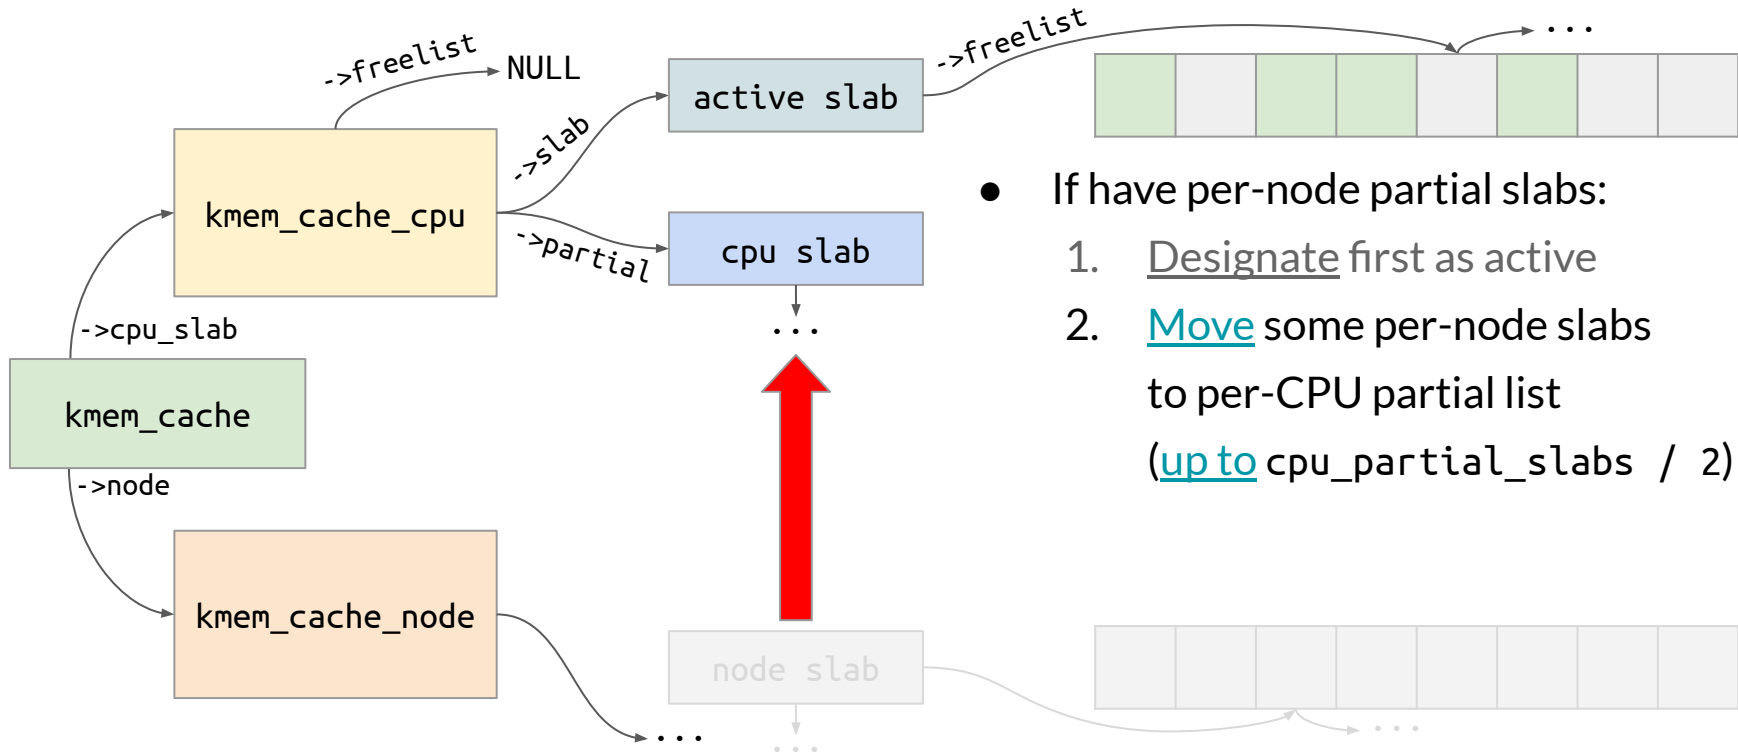 ->freelist
NULL
->slab
active slab
->freelist
...
kmem_cache_cpu
->partial
cpu slab
...
->cpu_slab
kmem_cache
->node
kmem_cache_node
...
node slab
...
...
● If have per-node partial slabs:
1. Designate first as active
2. Move some per-node slabs
to per-CPU partial list
(up to cpu_partial_slabs / 2)